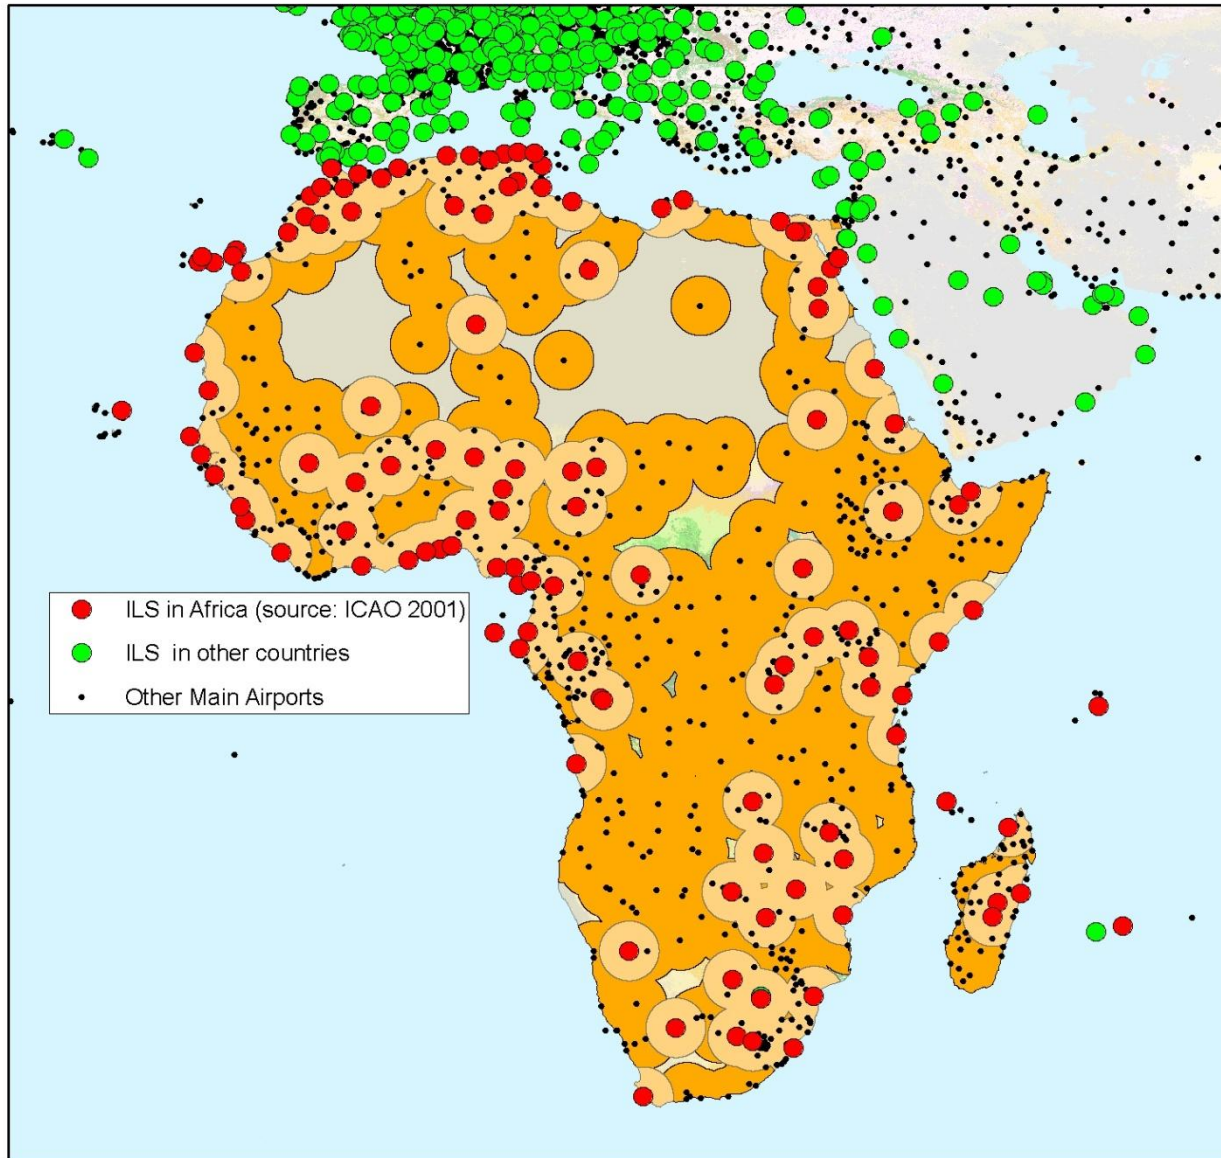 ILS in Africa (source: ICAO 2001)
ILS in other countries
Other Main Airports